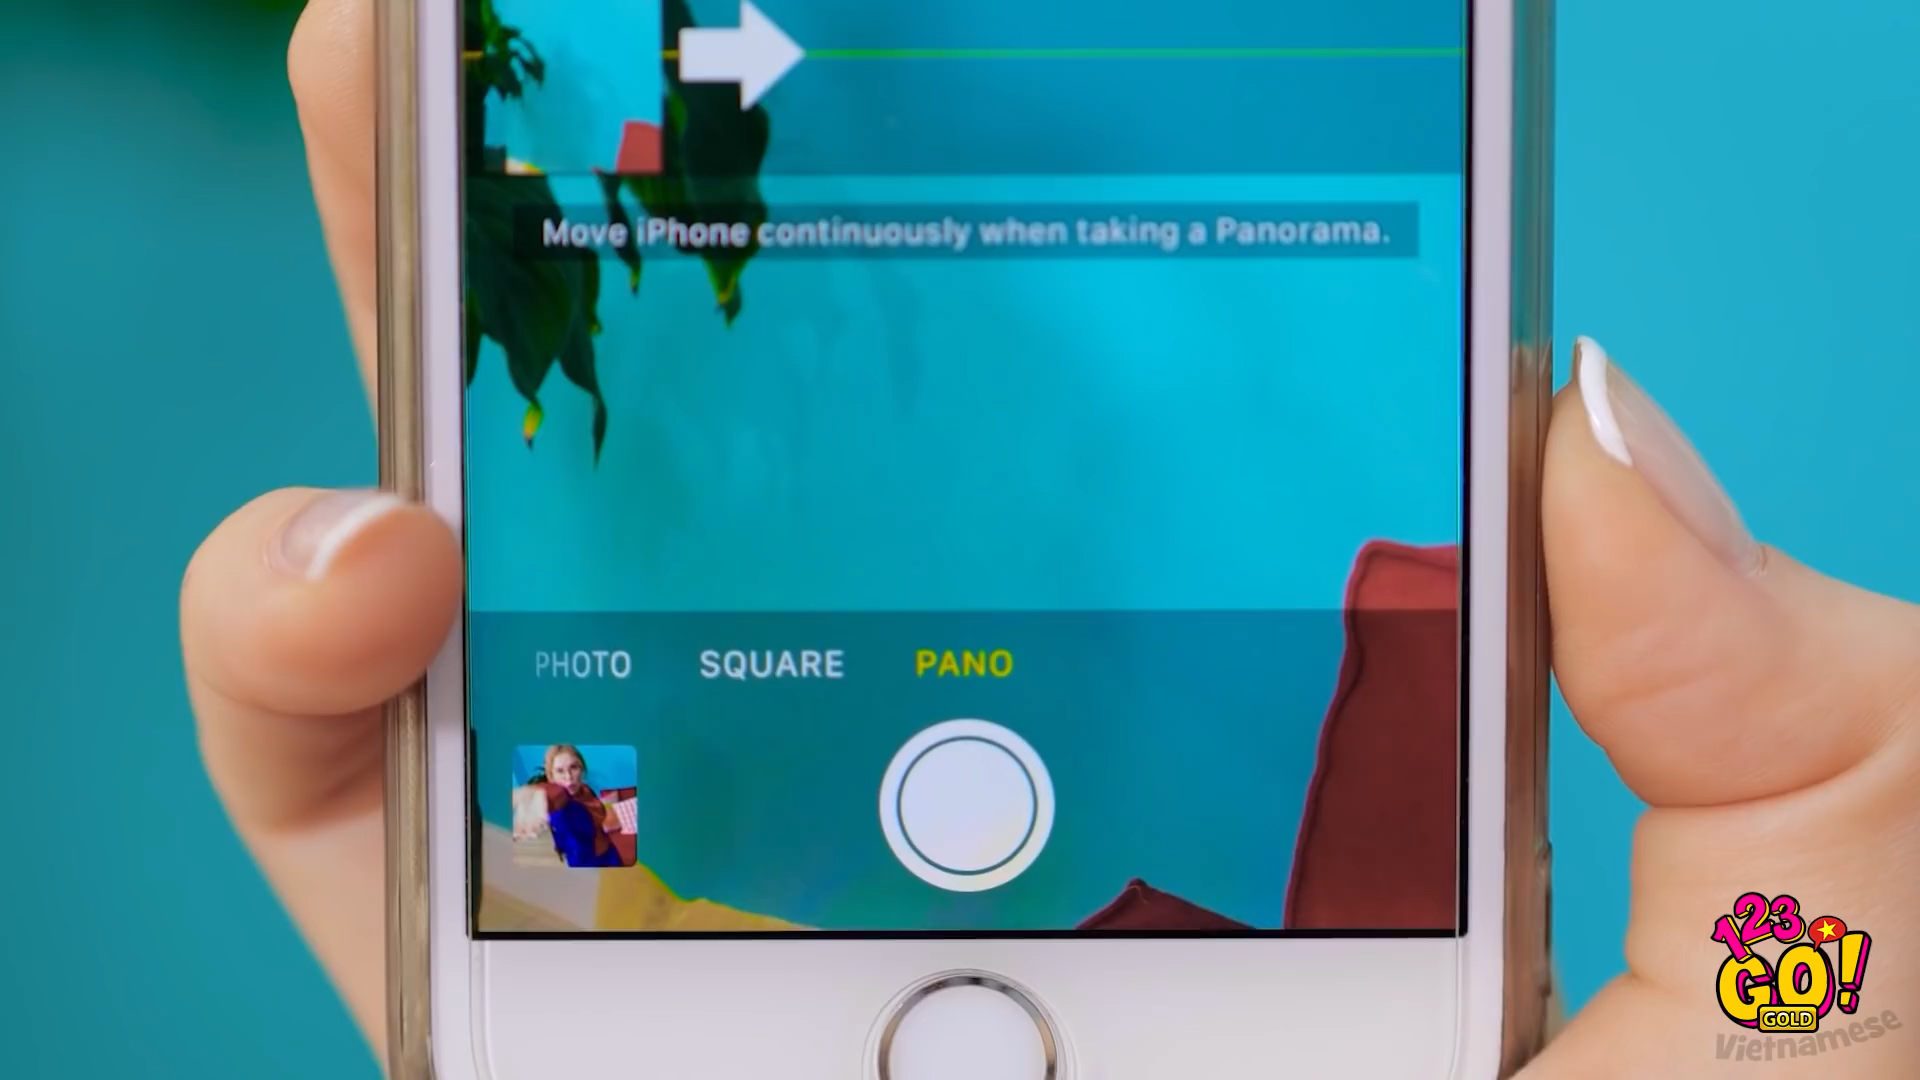 Move iPhone continuously when taking a Panorama.
PHOTO SQUARE PANO
123
GO!
GOLD
Vietnamese